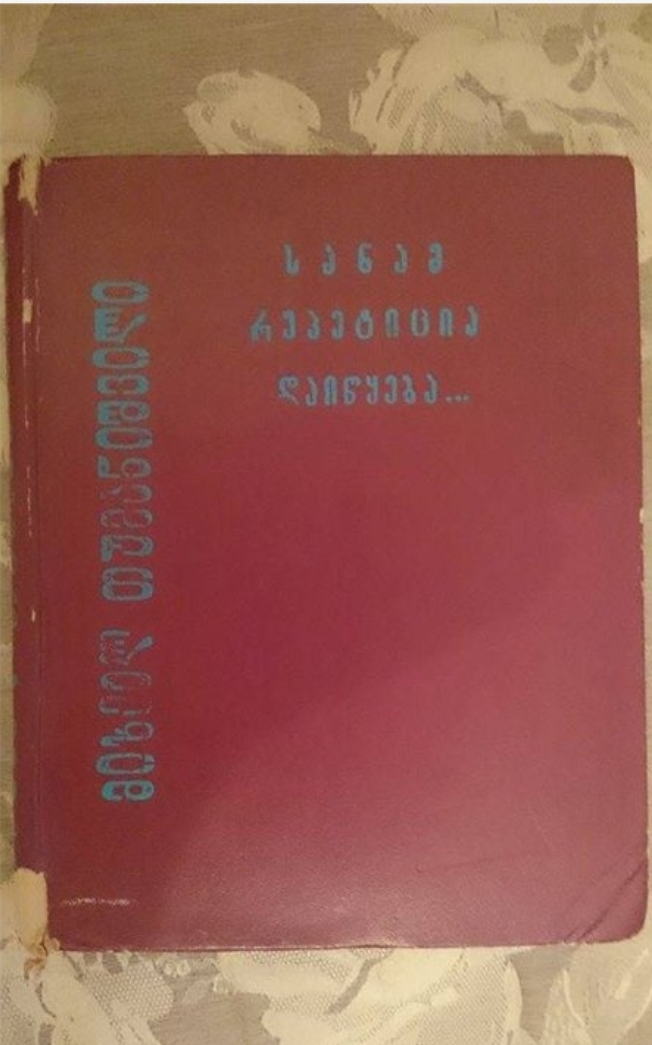 სანამ
რეპეტიცია
დაიწყება...
მიხეილ თუმანიშვილი